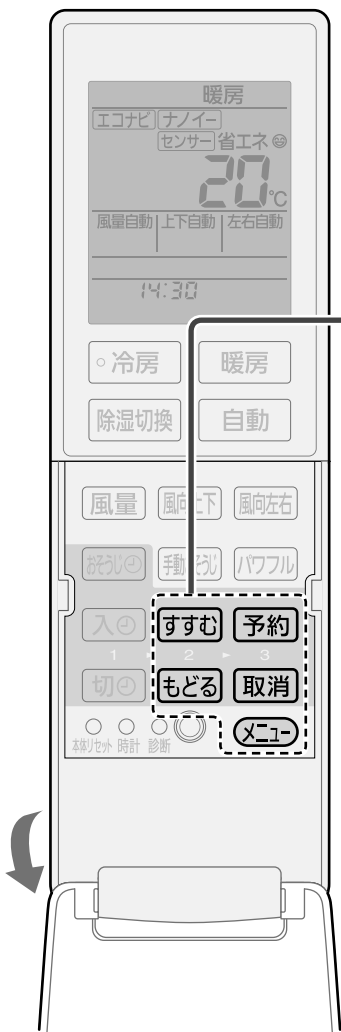 暖房
エコナビ ナノイー
センサー 省エネ
20℃
風量自動 上下自動 左右自動
14:30
冷房 暖房
除湿切換 自動
風量 風向上下 風向左右
おそうじ 手動そうじ パワフル
入 すすむ 予約
1 2 ► 3
切 もどる 取消
本体リセット 時計 診断 メニュー